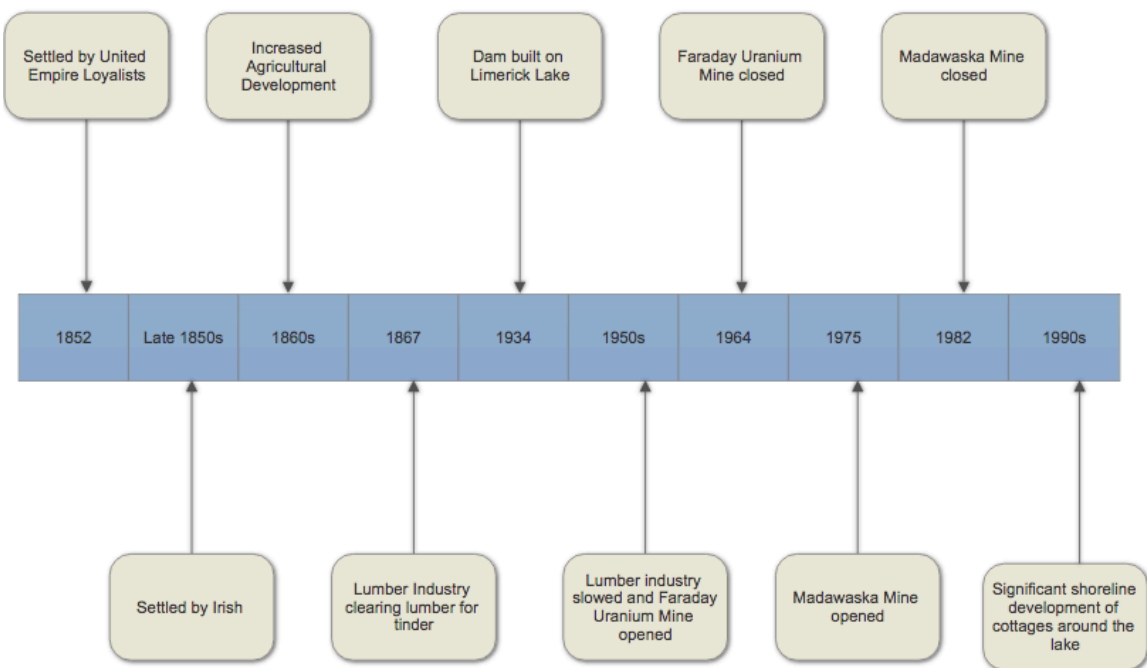 Settled by United
Empire Loyalists
Increased
Agricultural
Development
Dam built on
Limerick Lake
Faraday Uranium
Mine closed
Madawaska Mine
closed
1852
Late 1850s
1860s
1867
1934
1950s
1964
1975
1982
1990s
Settled by Irish
Lumber Industry
clearing lumber for
tinder
Lumber industry
slowed and Faraday
Uranium Mine
opened
Madawaska Mine
opened
Significant shoreline
development of
cottages around the
lake